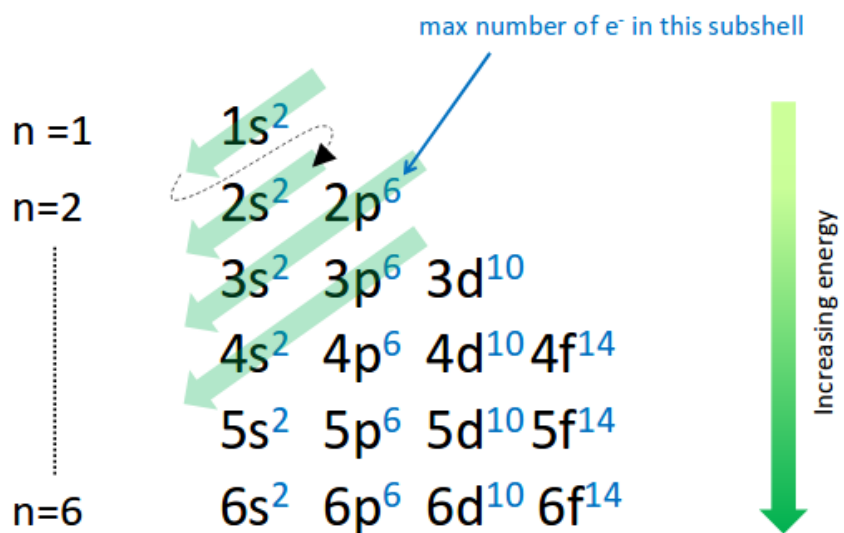 max number of e⁻ in this subshell
n =1 1s²
n=2 2s² 2p⁶
3s² 3p⁶ 3d¹⁰
4s² 4p⁶ 4d¹⁰ 4f¹⁴
5s² 5p⁶ 5d¹⁰ 5f¹⁴
n=6 6s² 6p⁶ 6d¹⁰ 6f¹⁴
Increasing energy